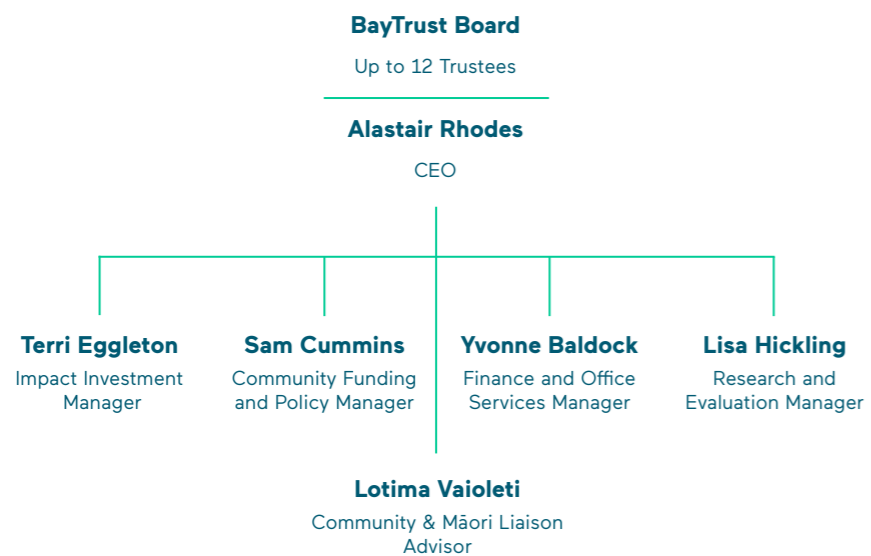 BayTrust Board
Up to 12 Trustees
Alastair Rhodes
CEO
Terri Eggleton
Impact Investment
Manager
Sam Cummins
Community Funding
and Policy Manager
Yvonne Baldock
Finance and Office
Services Manager
Lisa Hickling
Research and
Evaluation Manager
Lotima Vaioleti
Community & Māori Liaison
Advisor